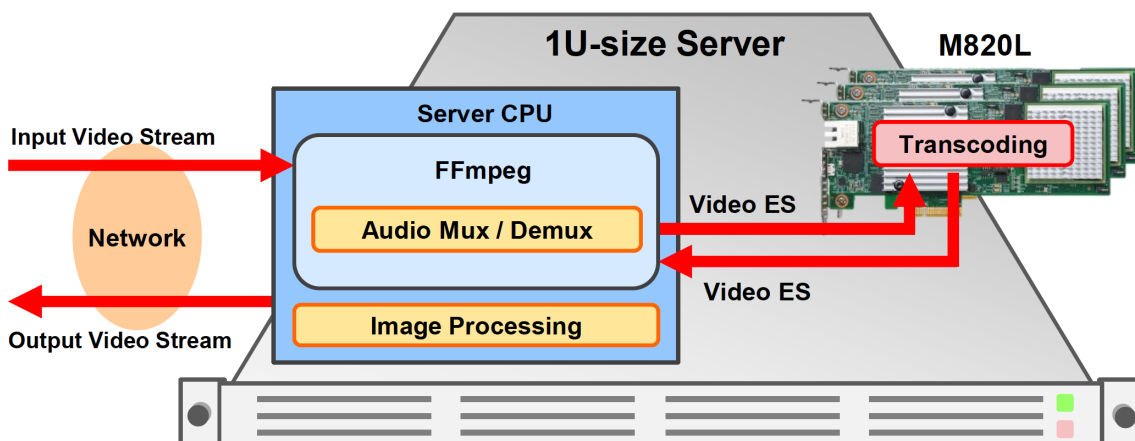 1U-size Server
M820L
Server CPU
Input Video Stream
FFmpeg
Transcoding
Audio Mux / Demux
Video ES
Network
Video ES
Image Processing
Output Video Stream